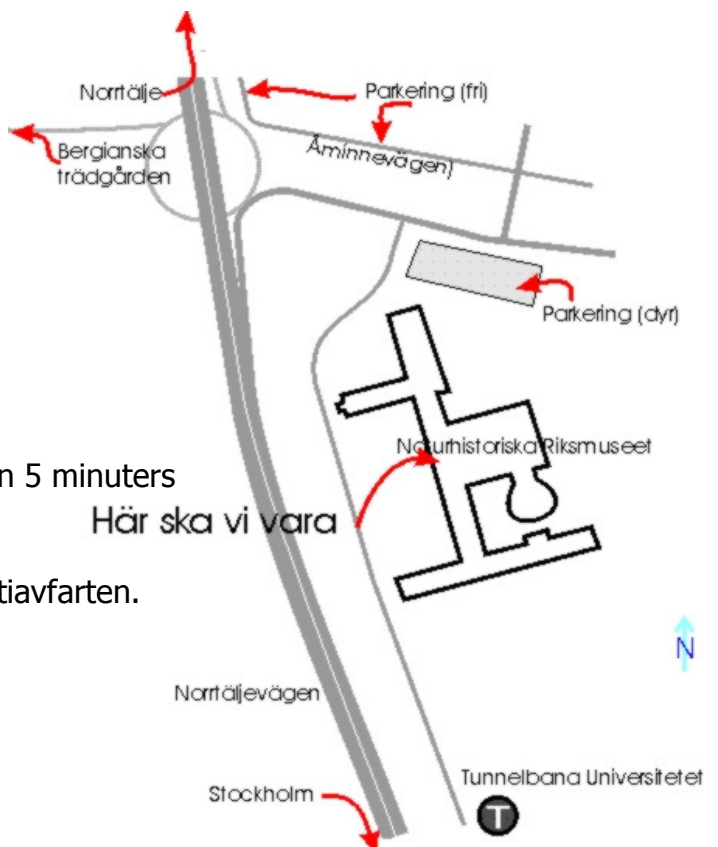 Norrtälje
Parkering (fri)
Bergianska
trädgården
Åminnevägen)
Parkering (dyr)
Naturhistoriska Riksmuseet
n 5 minuters
Här ska vi vara
tiavfarten.
N
Norrtäljevägen
Tunnelbana Universitetet
Stockholm
T